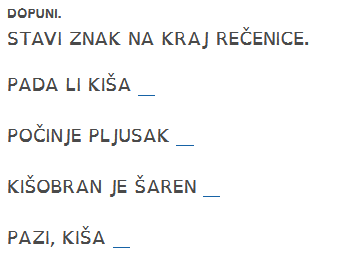 DOPUNI.
STAVI ZNAK NA KRAJ REČENICE.
PADA LI KIŠA __
POČINJE PLJUSAK __
KIŠOBRAN JE ŠAREN __
PAZI, KIŠA __